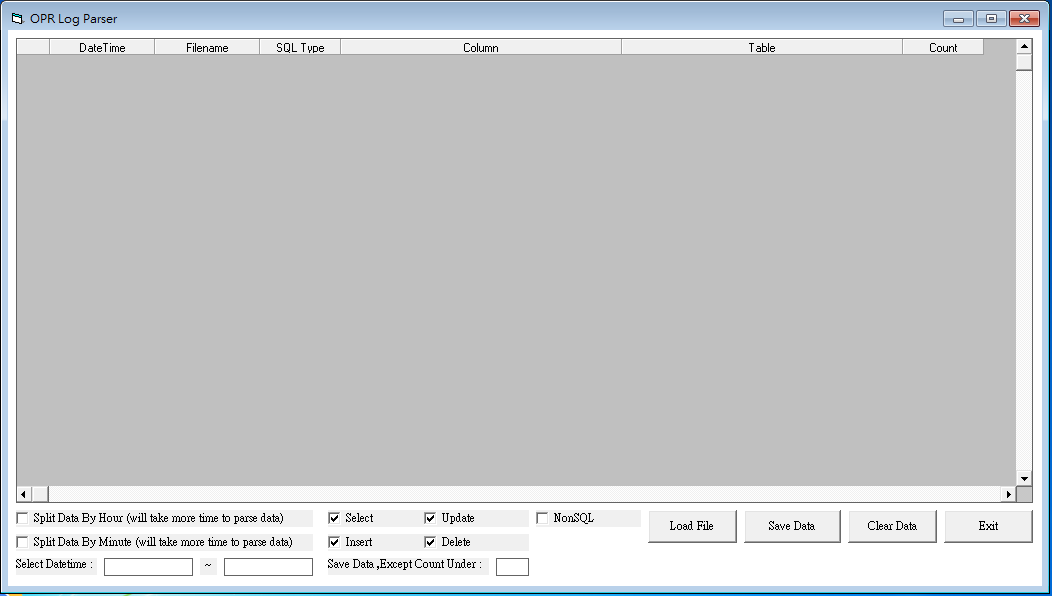 OPR Log Parser
DateTime Filename SQL Type Column Table Count
Split Data By Hour (will take more time to parse data) Select Update NonSQL Load File Save Data Clear Data Exit
Split Data By Minute (will take more time to parse data) Insert Delete
Select Datetime : ~ Save Data ,Except Count Under :